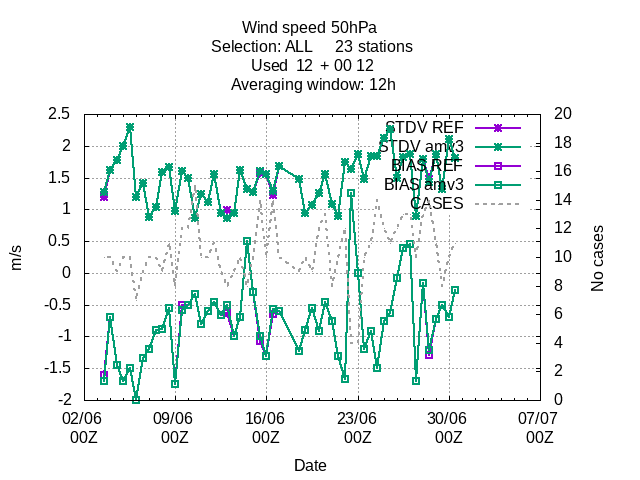 Wind speed 50hPa
Selection: ALL 23 stations
Used 12 + 00 12
Averaging window: 12h
2.5
2
1.5
1
0.5
0
-0.5
-1
-1.5
-2
m/s
20
18
16
14
12
10
8
6
4
2
0
No cases
STDV REF
STDV amv3
BIAS REF
BIAS amv3
CASES
02/06 09/06 16/06 23/06 30/06 07/07
00Z 00Z 00Z 00Z 00Z 00Z
Date